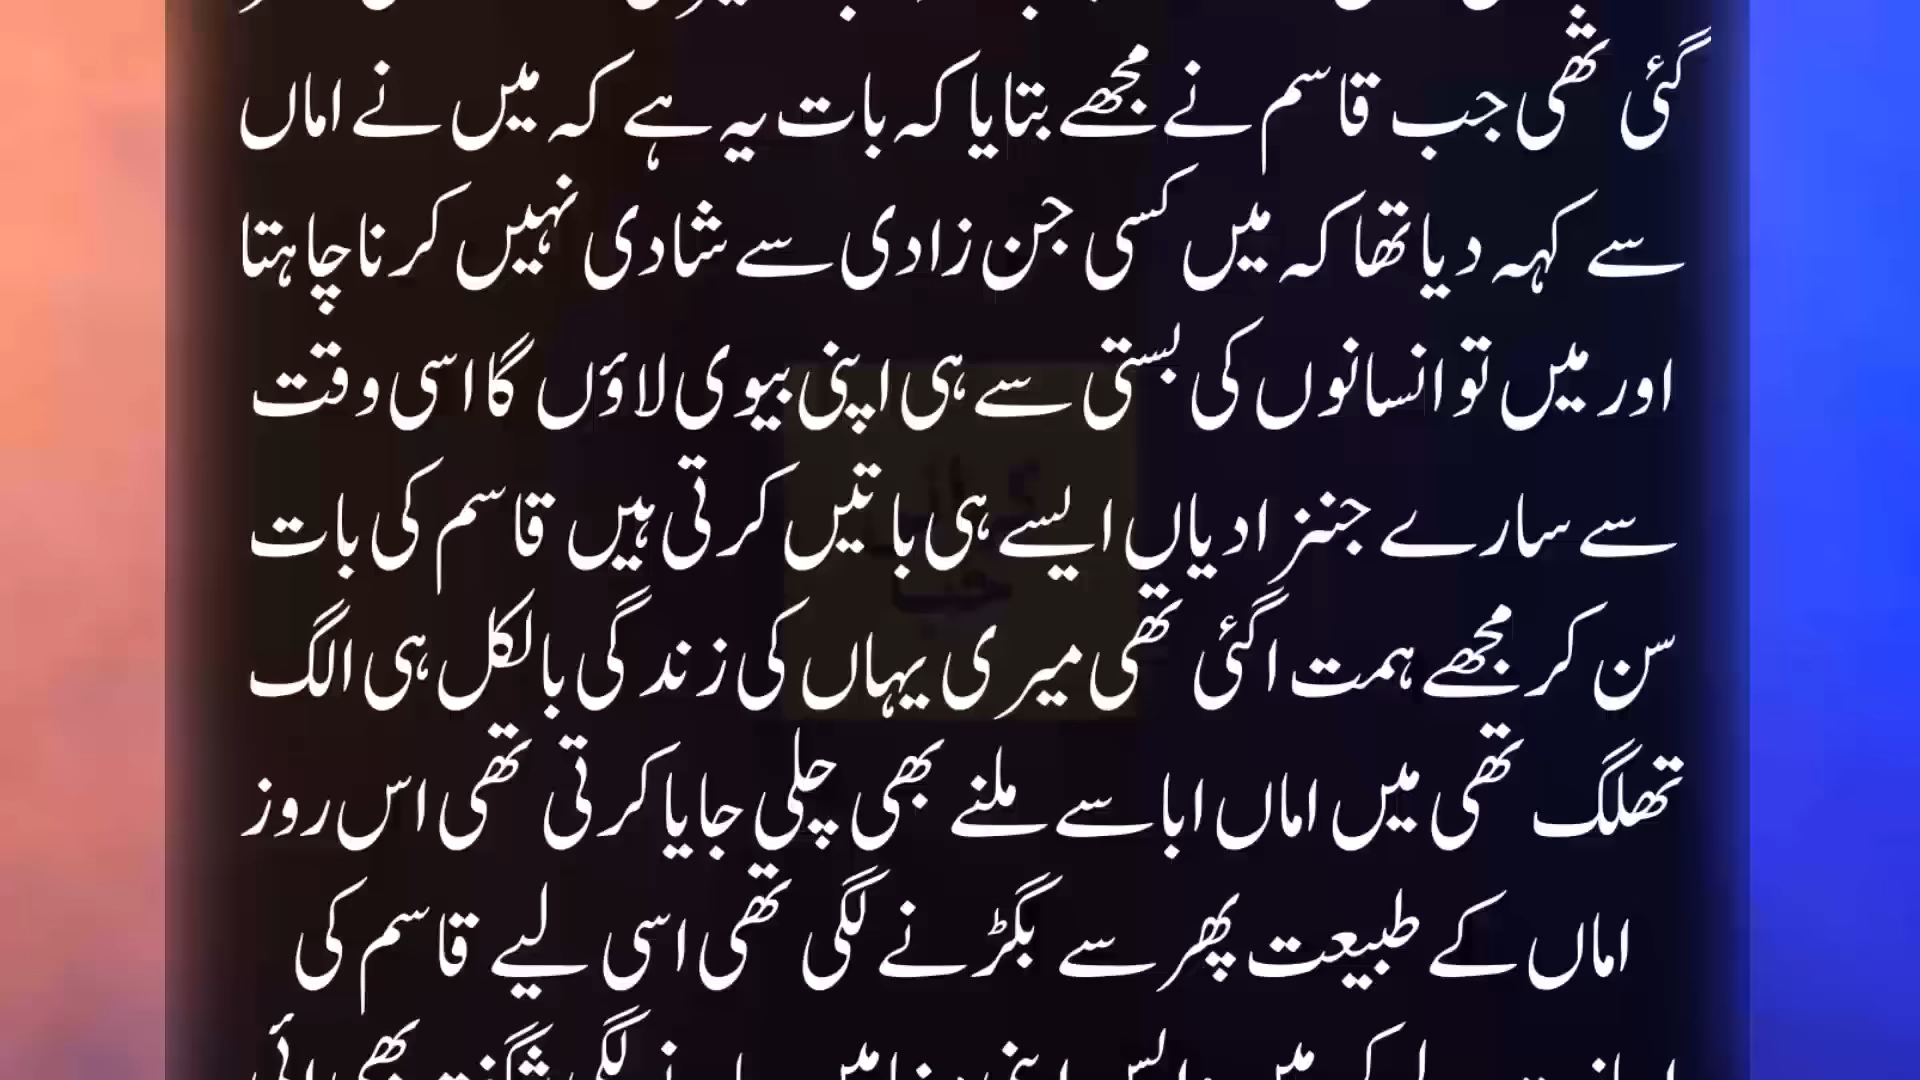 گئی تھی جب قاسم نے مجھے بتایا کہ بات یہ ہے کہ میں نے اماں
سے کہہ دیا تھا کہ میں کسی جن زادی سے شادی نہیں کرنا چاہتا
اور میں تو انسانوں کی بستی سے ہی اپنی بیوی لاؤں گا اسی وقت
سے سارے جننز ادیاں ایسے ہی باتیں کرتی ہیں قاسم کی بات
سن کر مجھے ہمت اگئی تھی میری یہاں کی زندگی بالکل ہی الگ
تھلگ تھی میں اماں ابا سے ملنے بھی چلی جایا کرتی تھی اس روز
اماں کے طبیعت پھر سے بگڑنے لگی تھی اسی لیے قاسم کی